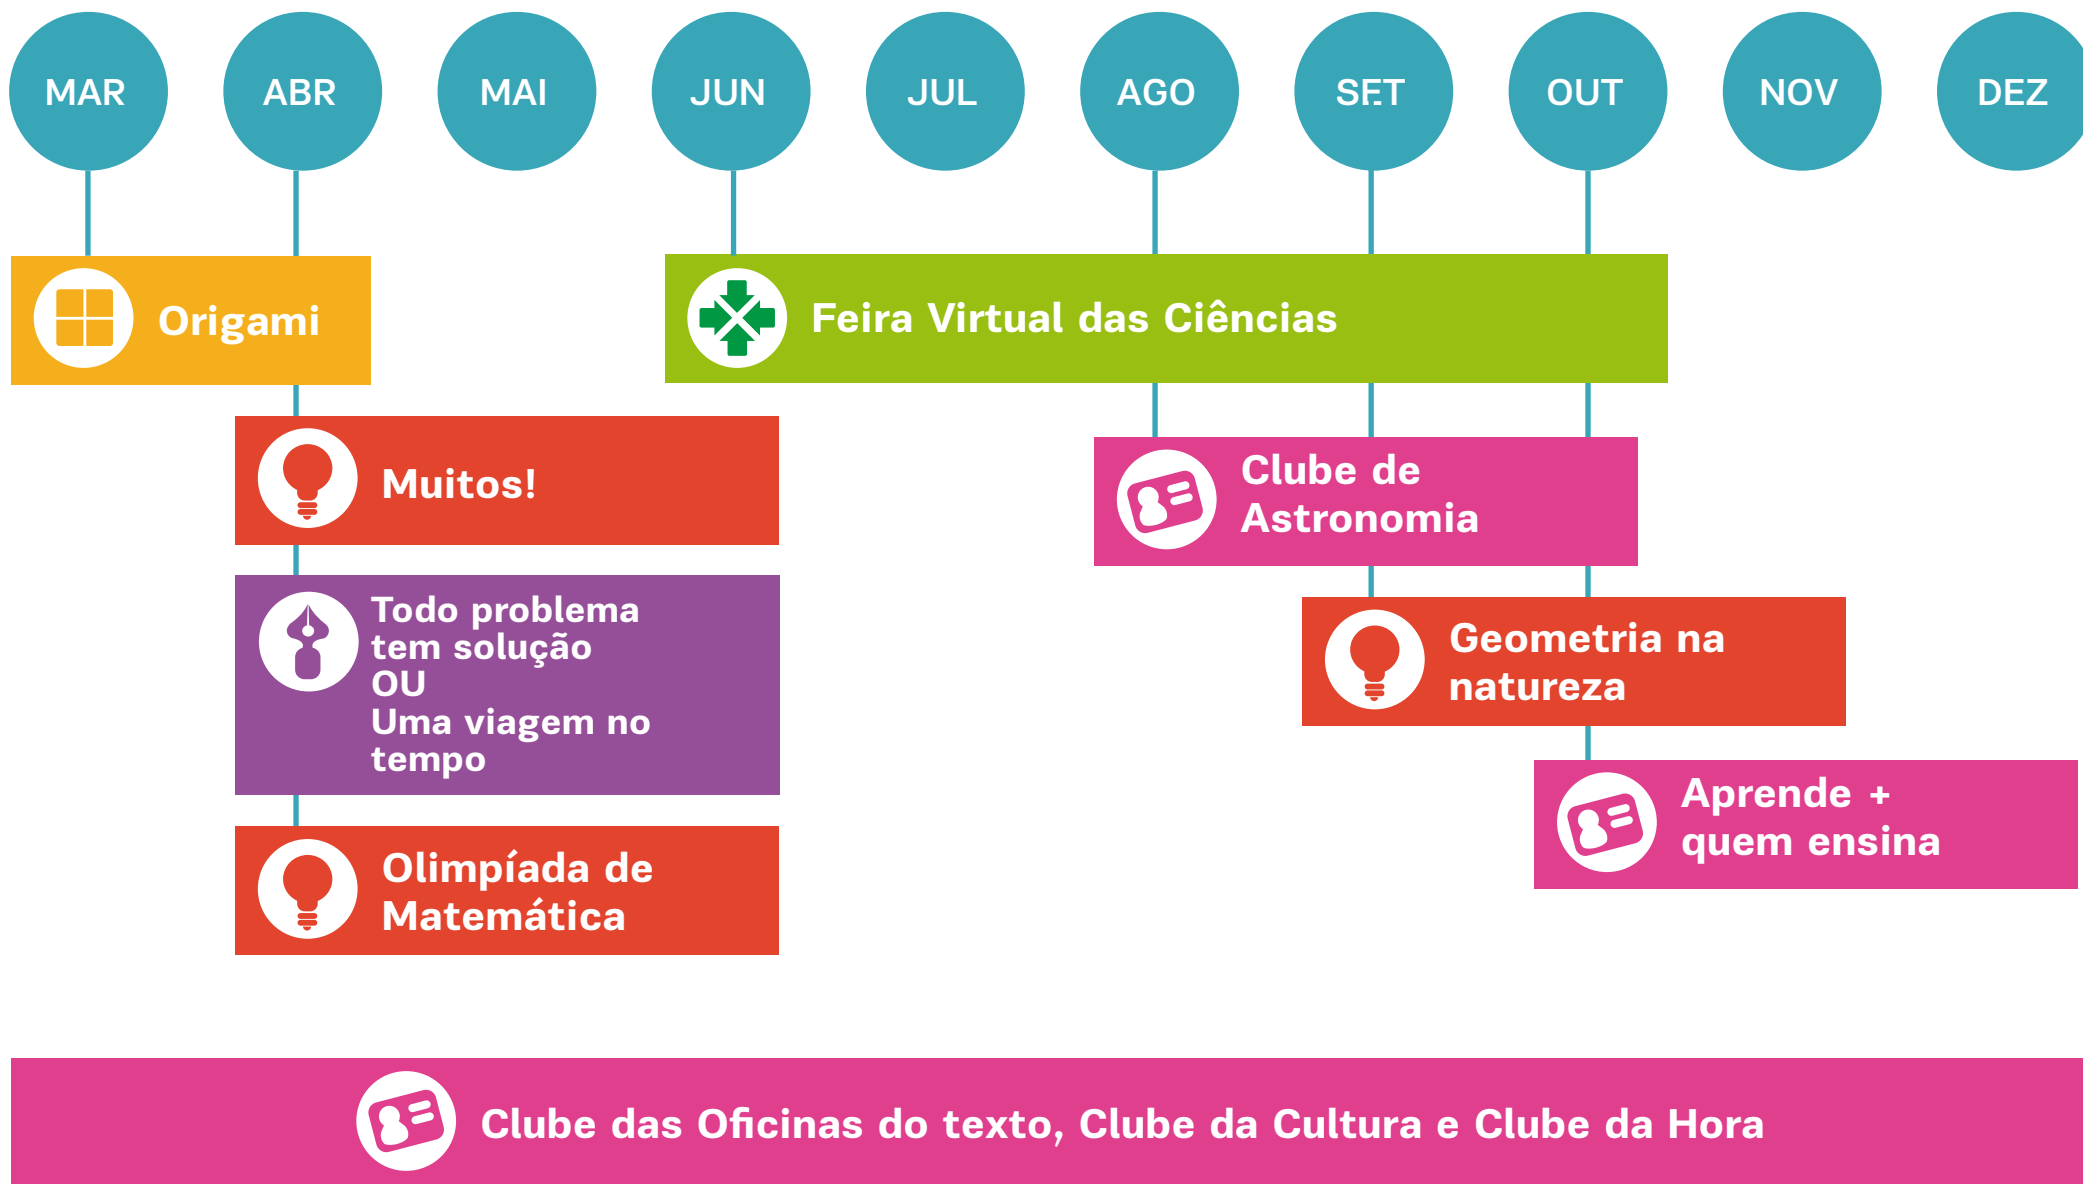 MAR ABR MAI JUN JUL AGO SET OUT NOV DEZ
Origami
Feira Virtual das Ciências
Muitos!
Clube de
Astronomia
Todo problema
tem solução
OU
Uma viagem no
tempo
Geometria na
natureza
Aprende +
quem ensina
Olimpíada de
Matemática
Clube das Oficinas do texto, Clube da Cultura e Clube da Hora